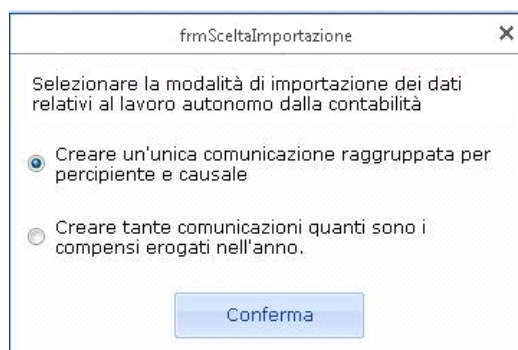 frmSceltaImportazione
Selezionare la modalità di importazione dei dati
relativi al lavoro autonomo dalla contabilità
Creare un'unica comunicazione raggruppata per
percipiente e causale
Creare tante comunicazioni quanti sono i
compensi erogati nell'anno.
Conferma